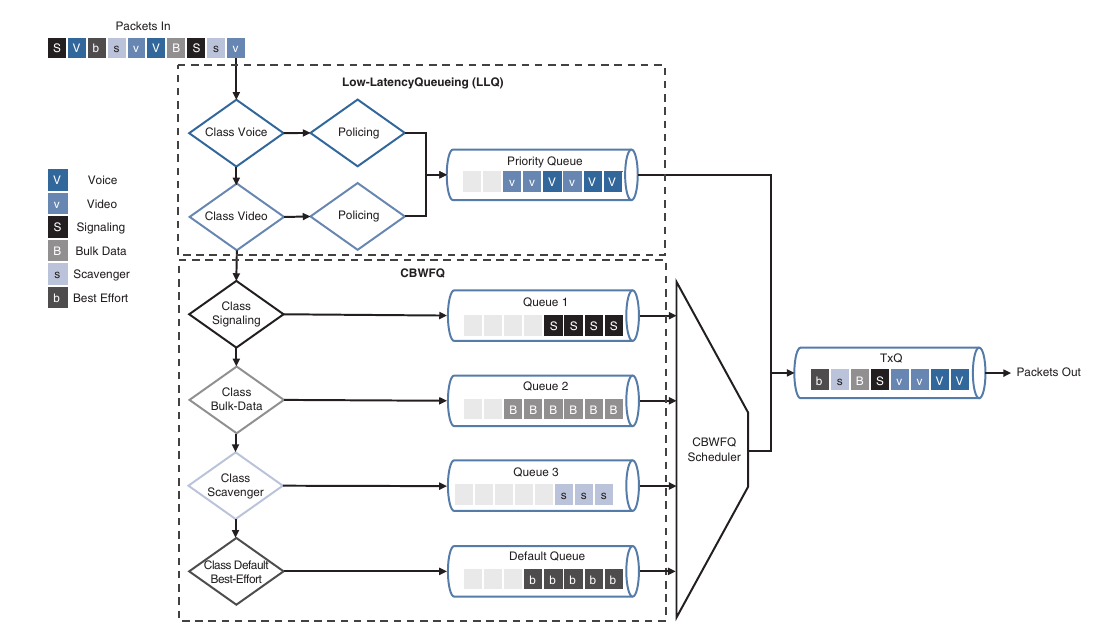 Packets In
S V b s v V B S s v
Low-LatencyQueueing (LLQ)
Class Voice
Policing
Priority Queue
v v V v V V
Class Video
Policing
V Voice
v Video
S Signaling
B Bulk Data
s Scavenger
b Best Effort
CBWFQ
Class
Signaling
Queue 1
S S S S
Class
Bulk-Data
Queue 2
B B B B B B
Class
Scavenger
Queue 3
s s s
Class Default
Best-Effort
Default Queue
b b b b b
CBWFQ
Scheduler
TxQ
b s B S v v V V
Packets Out